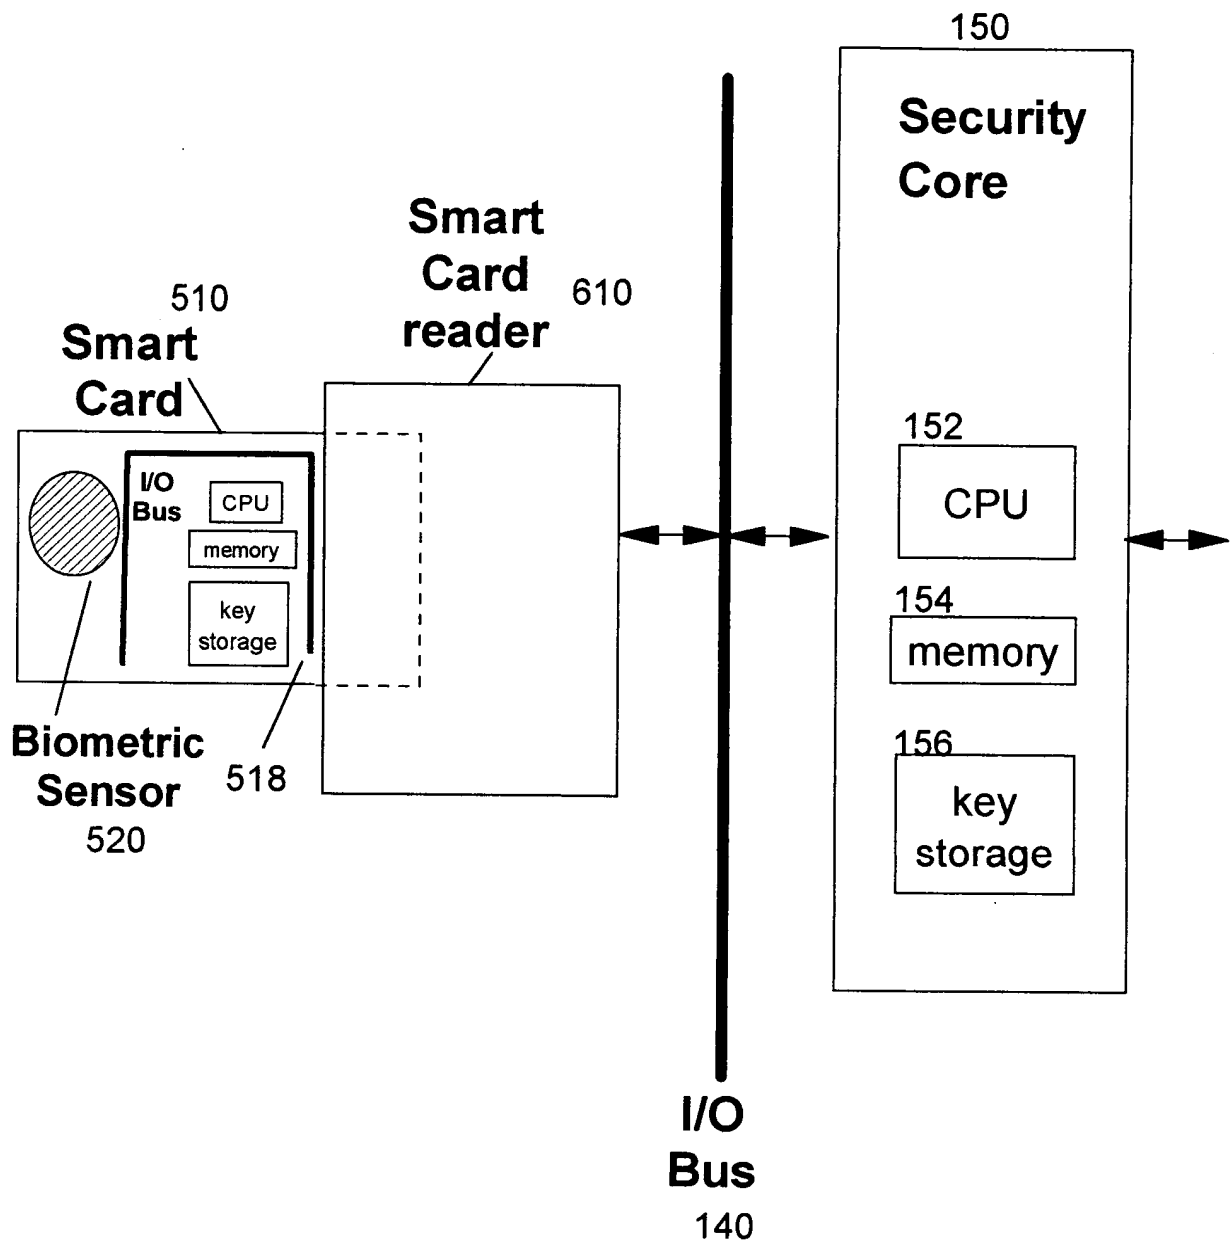 150
Security
Core
Smart
Card
reader
610
510
Smart
Card
I/O
Bus
CPU
memory
key
storage
Biometric
Sensor
520
518
152
CPU
154
memory
156
key
storage
I/O
Bus
140